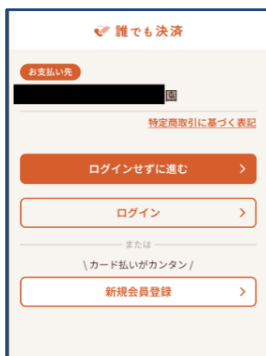 誰でも決済
お支払い先
園
特定商取引に基づく表記
ログインせずに進む
ログイン
または
\ カード払いがカンタン /
新規会員登録